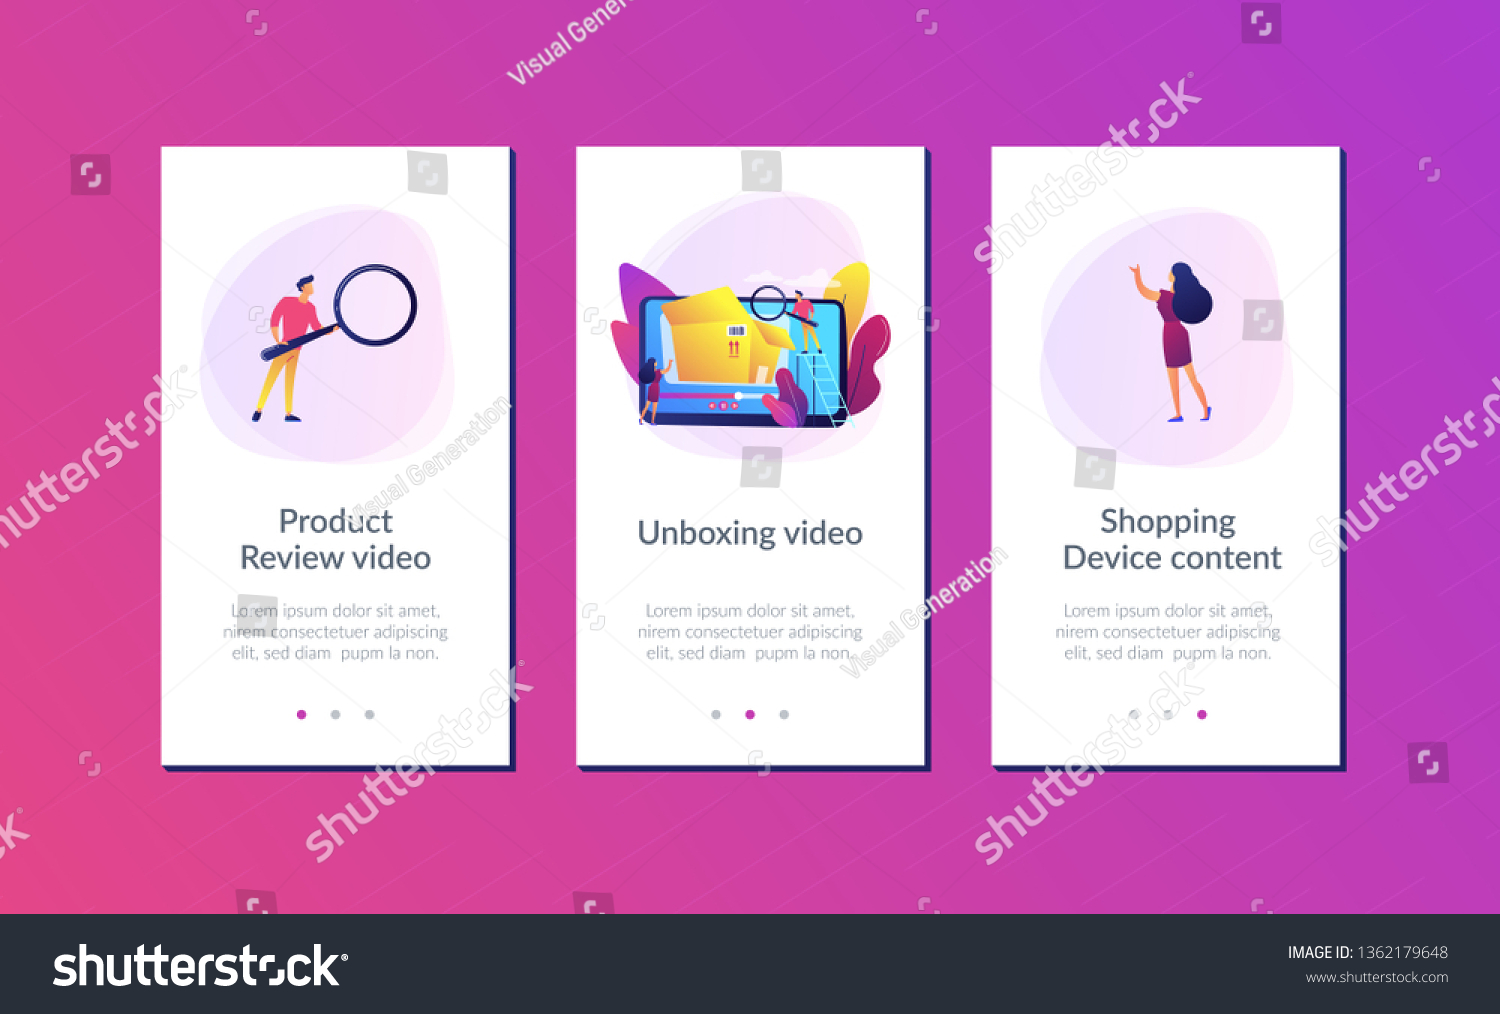 Visual Generation
shutterstock
Product
Review video
Lorem ipsum dolor sit amet,
nirem consectetuer adipiscing
elit, sed diam pupm la non.
Unboxing video
Lorem ipsum dolor sit amet,
nirem consectetuer adipiscing
elit, sed diam pupm la non.
Shopping
Device content
Lorem ipsum dolor sit amet,
nirem consectetuer adipiscing
elit, sed diam pupm la non.
shutterstock
Visual Generation
shutterstock
Visual Generation
shutterstock
shutterstock
shutterstock
IMAGE ID: 1362179648
www.shutterstock.com